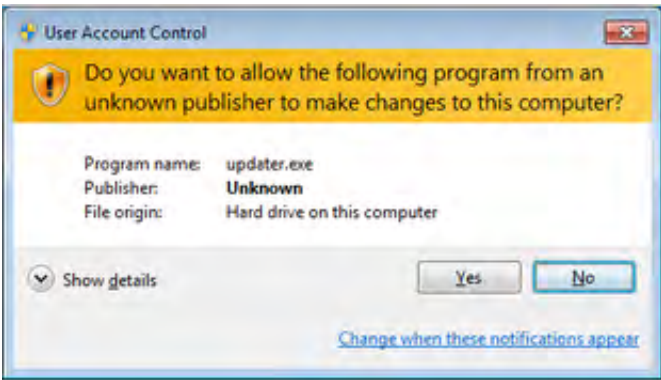 User Account Control
Do you want to allow the following program from an
unknown publisher to make changes to this computer?
Program name: updater.exe
Publisher: Unknown
File origin: Hard drive on this computer
Show details
Yes
No
Change when these notifications appear